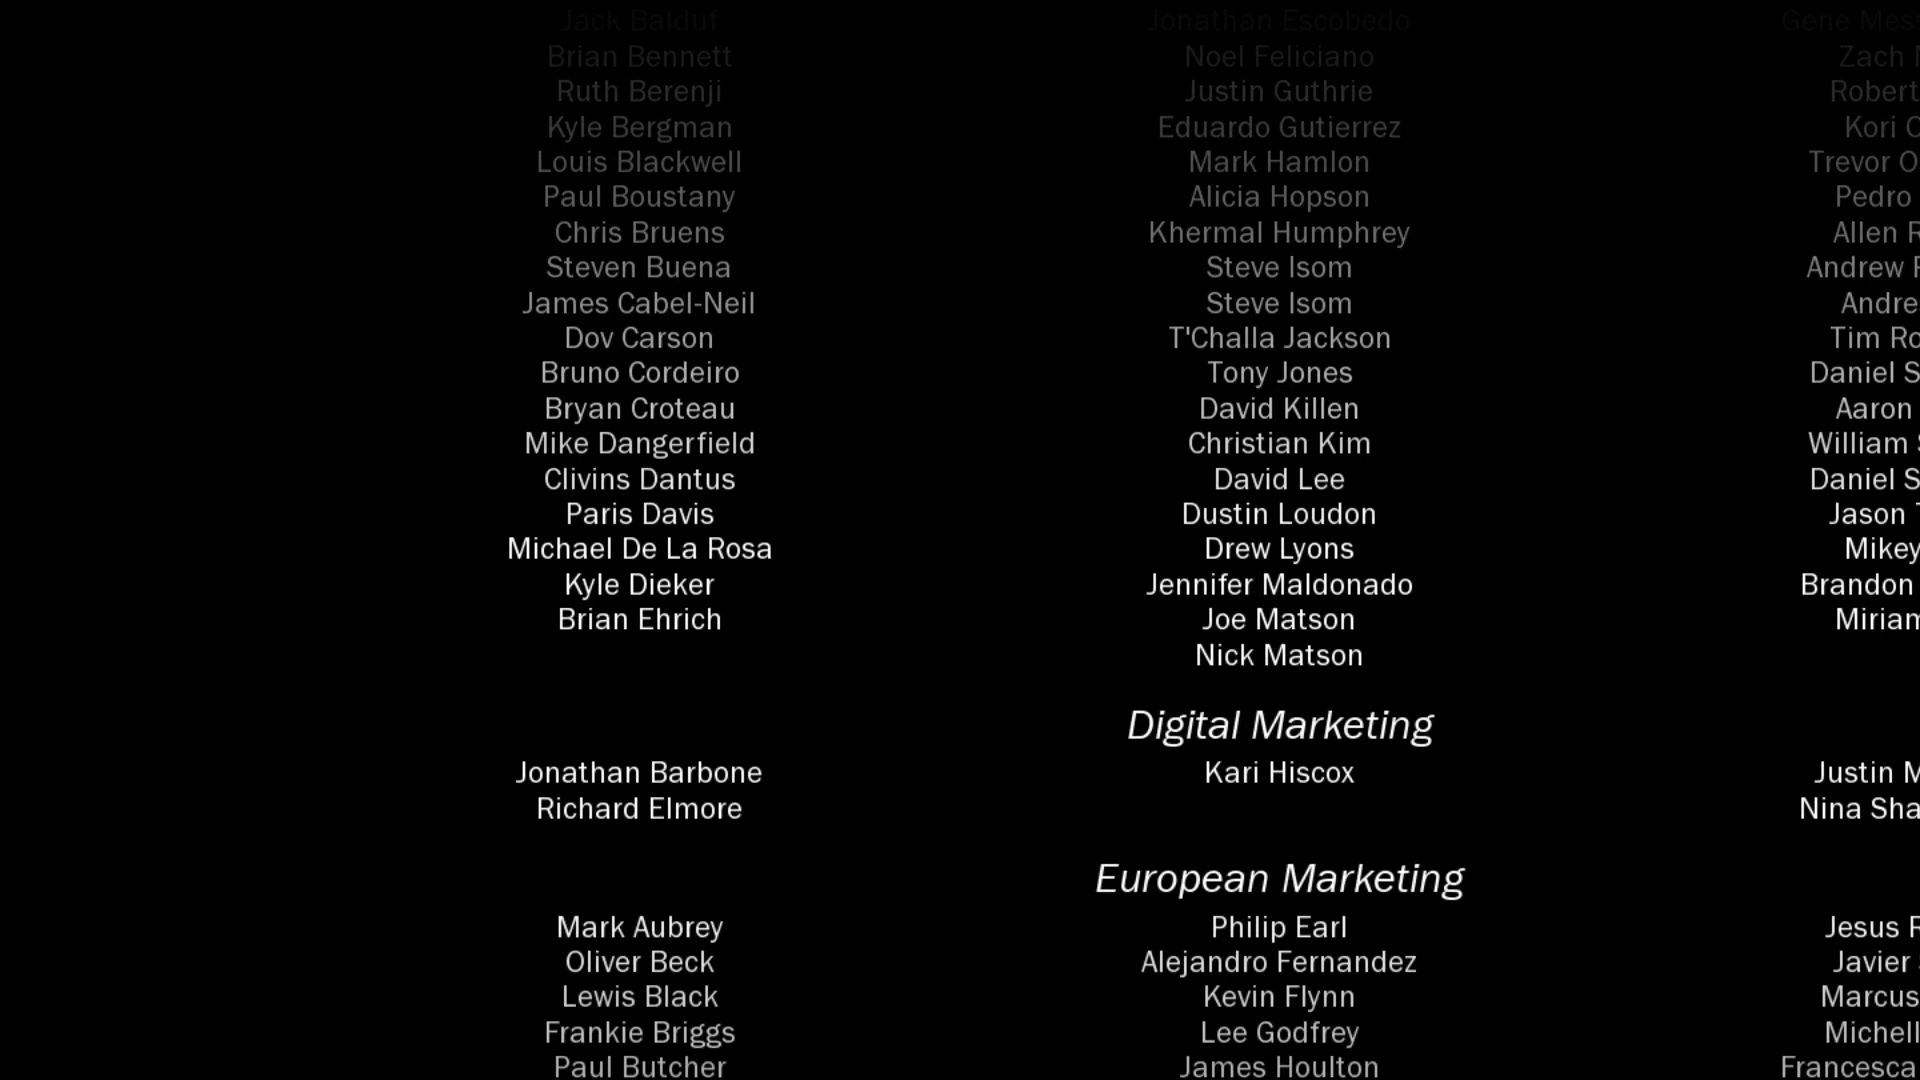 Jack Balduf Jonathan Escobedo Gene
Brian Bennett Noel Feliciano Zach
Ruth Berenji Justin Guthrie Robert
Kyle Bergman Eduardo Gutierrez Kori
Louis Blackwell Mark Hamlon Trevor
Paul Boustany Alicia Hopson Pedro
Chris Bruens Khermal Humphrey Allen
Steven Buena Steve Isom Andrew
James Cabel-Neil Steve Isom
Dov Carson T'Challa Jackson Tim
Bruno Cordeiro Tony Jones Daniel
Bryan Croteau David Killen Aaron
Mike Dangerfield Christian Kim William
Clivins Dantus David Lee Daniel
Paris Davis Dustin Loudon Jason
Michael De La Rosa Drew Lyons Mikey
Kyle Dieker Jennifer Maldonado Brandon
Brian Ehrich Joe Matson Miriam
Nick Matson
Digital Marketing
Jonathan Barbone Kari Hiscox Justin
Richard Elmore Nina
European Marketing
Mark Aubrey Philip Earl Jesus
Oliver Beck Alejandro Fernandez Javier
Lewis Black Kevin Flynn Marcus
Frankie Briggs Lee Godfrey
Paul Butcher James Houlton Francesca